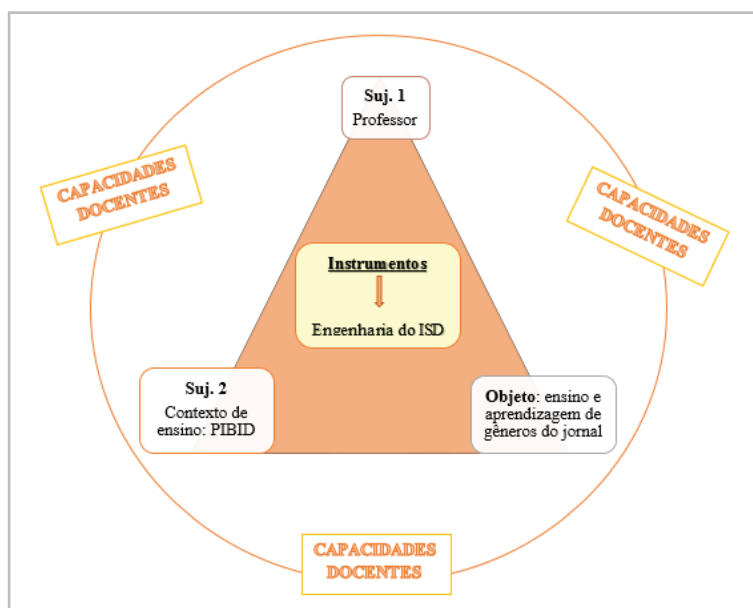 Suj. 1
Professor
CAPACIDADES
DOCENTES
CAPACIDADES
DOCENTES
Instrumentos
Engenharia do ISD
Suj. 2
Contexto de
ensino: PIBID
Objeto: ensino e
aprendizagem de
gêneros do jornal
CAPACIDADES
DOCENTES